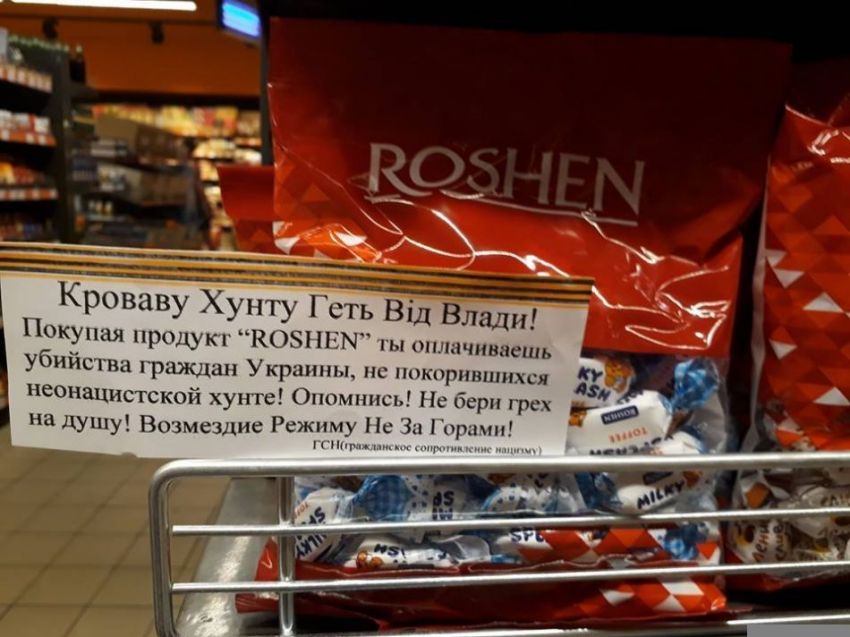 ROSHEN
Кроваву Хунту Геть Від Влади!
Покупая продукт “ROSHEN” ты оплачиваешь
убийства граждан Украины, не покорившихся
неонацистской хунте! Опомнись! Не бери грех
на душу! Возмездие Режиму Не За Горами!
ГСН(гражданское сопротивление нацизму)
ROSHEN
TOFFEE
MILKY